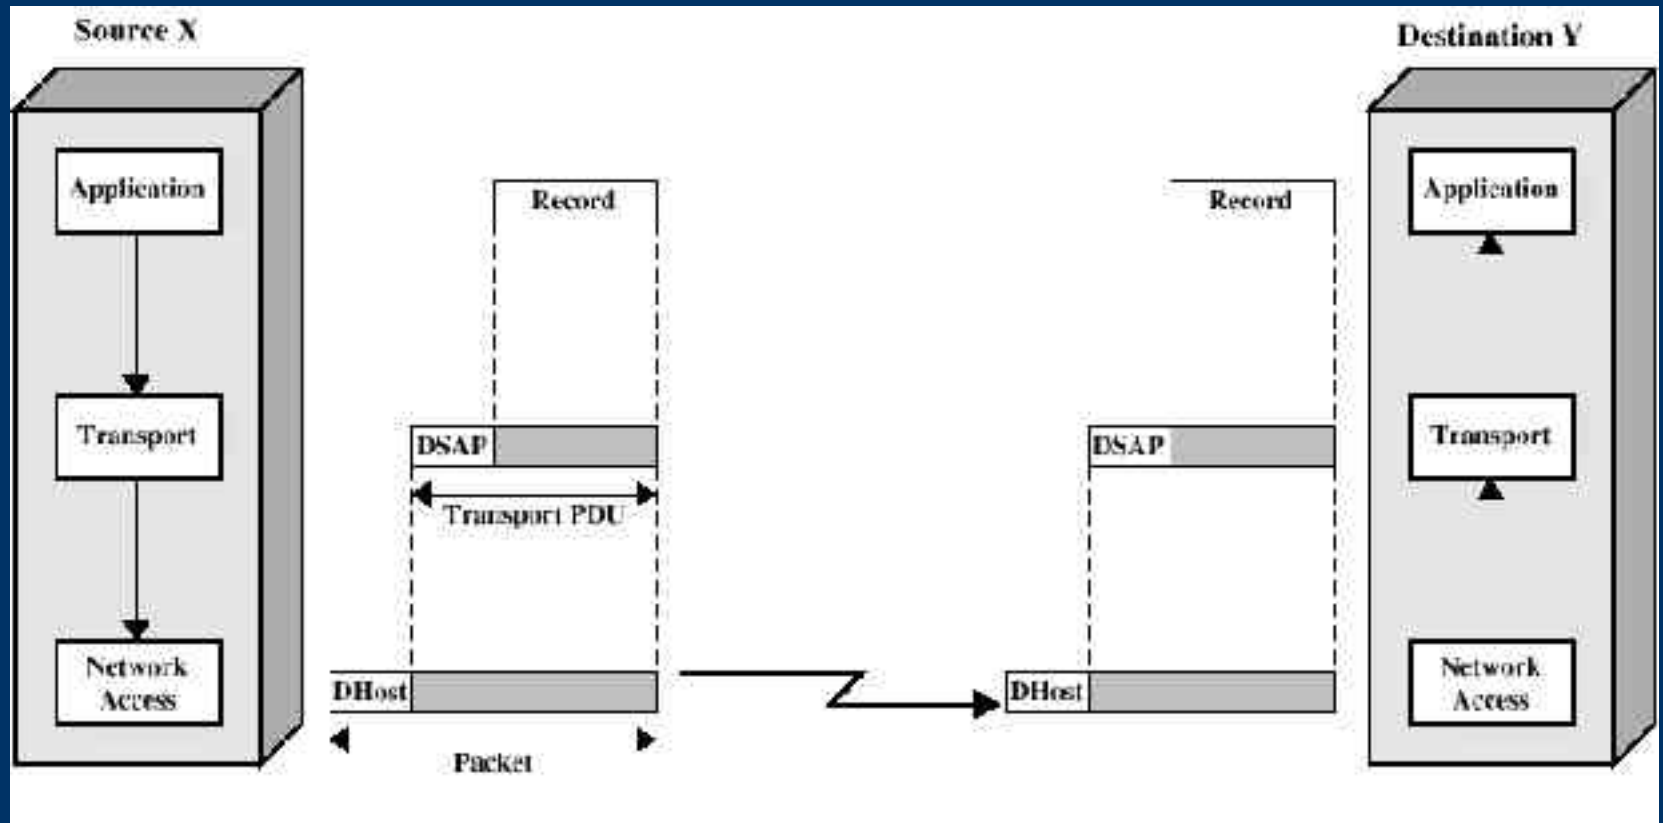 Source X
Destination Y
Application
Record
Record
Application
Transport
DSAP
DSAP
Transport
Transport PDU
Network
Access
DHost
DHost
Network
Access
Packet